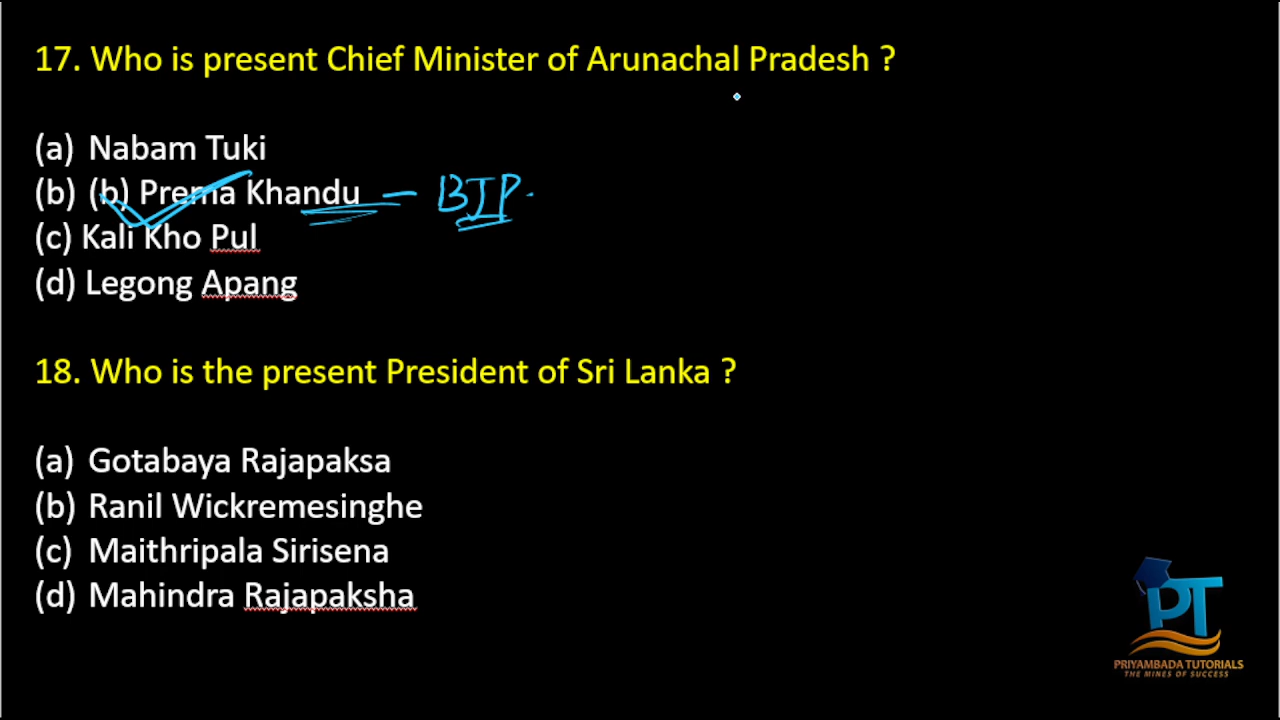 17. Who is present Chief Minister of Arunachal Pradesh ?
(a) Nabam Tuki
(b) (b) Prema Khandu - BJP.
(c) Kali Kho Pul
(d) Legong Apang
18. Who is the present President of Sri Lanka ?
(a) Gotabaya Rajapaksa
(b) Ranil Wickremesinghe
(c) Maithripala Sirisena
(d) Mahindra Rajapaksha
PT
PRIYAMBADA TUTORIALS
THE MINES OF SUCCESS